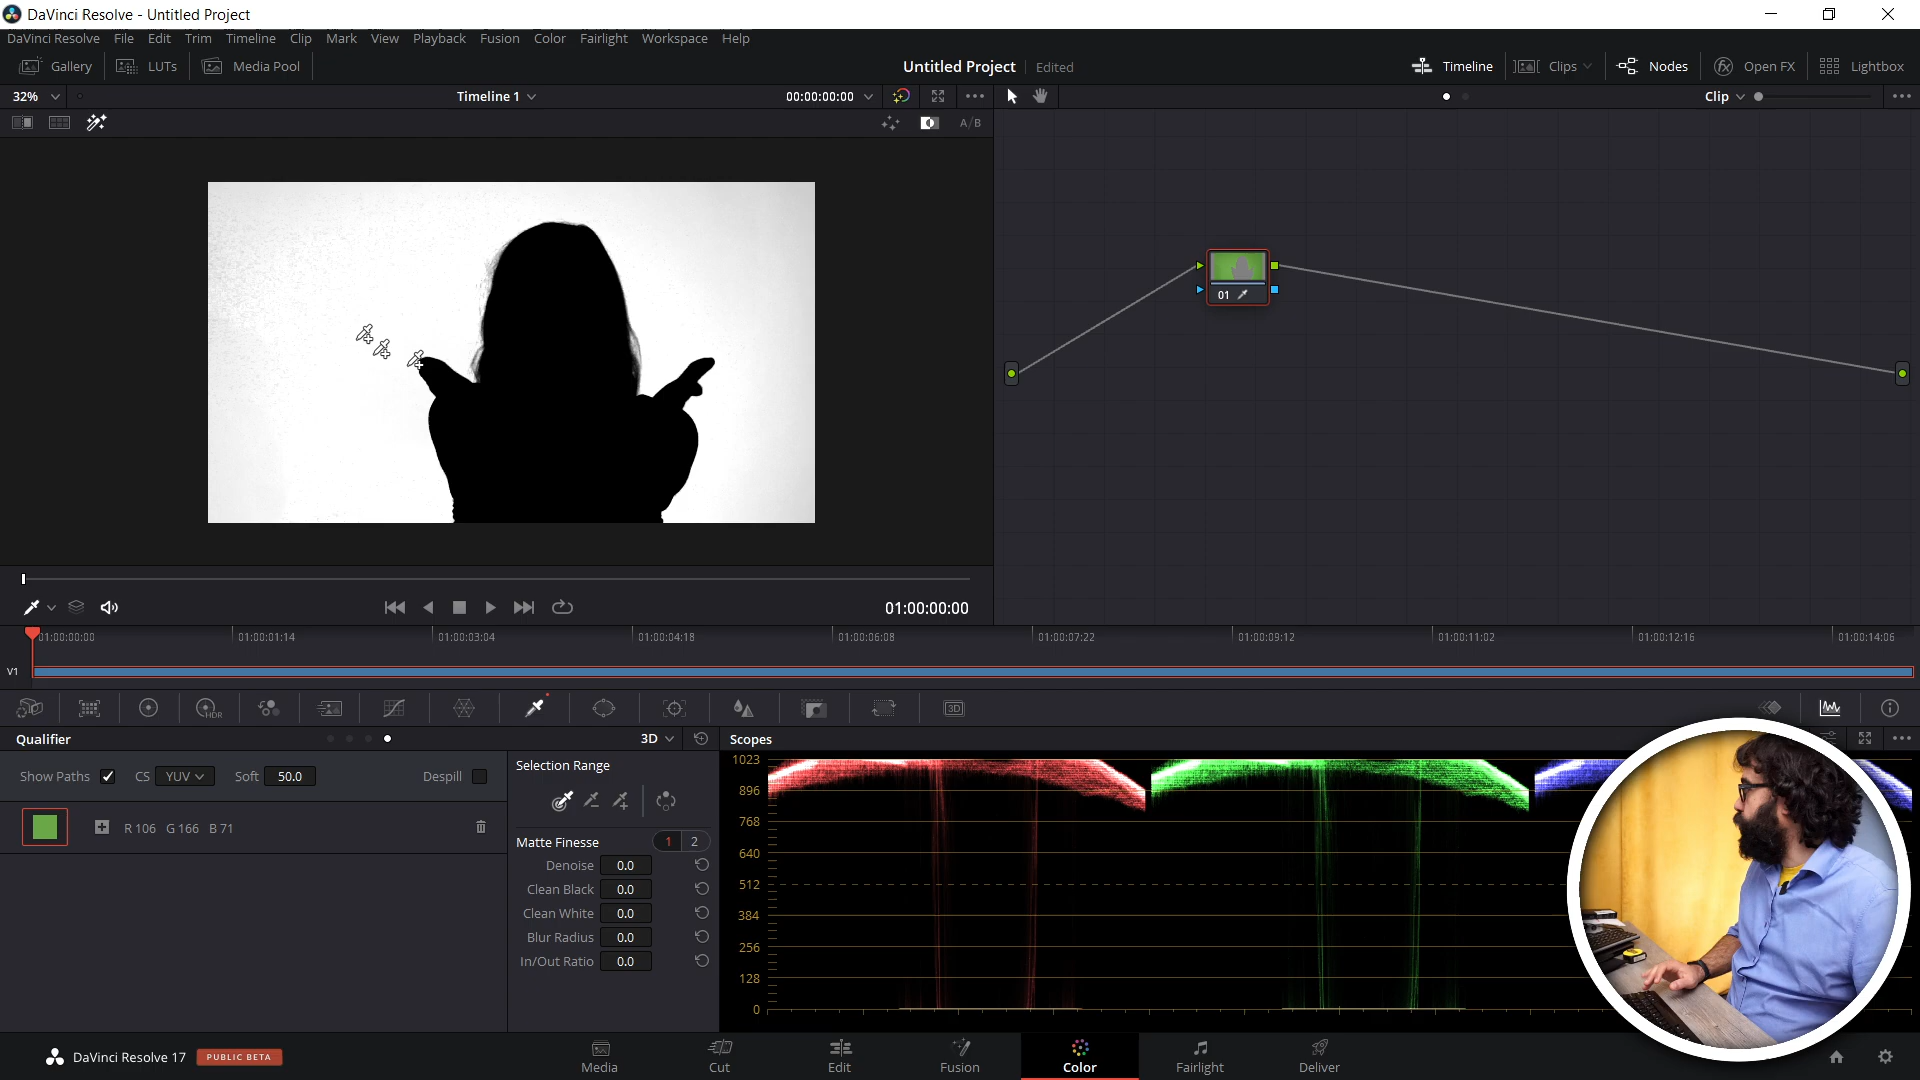 DaVinci Resolve - Untitled Project
DaVinci Resolve File Edit Trim Timeline Clip Mark View Playback Fusion Color Fairlight Workspace Help
Gallery LUTs Media Pool Untitled Project Edited Timeline Clips Nodes Open FX Lightbox
32% Timeline 1 00:00:00:00 Clip
A/B
01
01:00:00:00
01:00:00:00 01:00:01:14 01:00:03:04 01:00:04:18 01:00:06:08 01:00:07:22 01:00:09:12 01:00:11:02 01:00:12:16 01:00:14:06
V1
HDR 3D
Qualifier 3D Scopes
Show Paths CS YUV Soft 50.0 Despill
R 106 G 166 B 71
Selection Range
Matte Finesse 1 2
Denoise 0.0
Clean Black 0.0
Clean White 0.0
Blur Radius 0.0
In/Out Ratio 0.0
1023
896
768
640
512
384
256
128
0
DaVinci Resolve 17 PUBLIC BETA
Media Cut Edit Fusion Color Fairlight Deliver